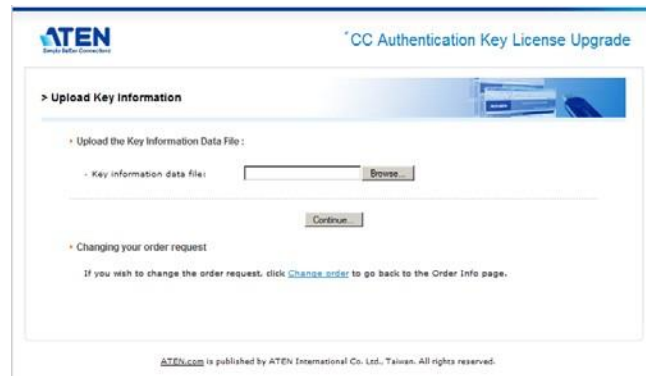 ATEN
Simply Better Connections
CC Authentication Key License Upgrade
> Upload Key Information
Upload the Key Information Data File :
- Key information data file:
Browse...
Continue...
Changing your order request
If you wish to change the order request, click Change order to go back to the Order Info page.
ATEN.com is published by ATEN International Co. Ltd., Taiwan. All rights reserved.